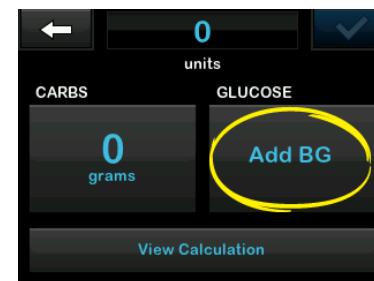 0
units
CARBS GLUCOSE
0 Add BG
grams
View Calculation